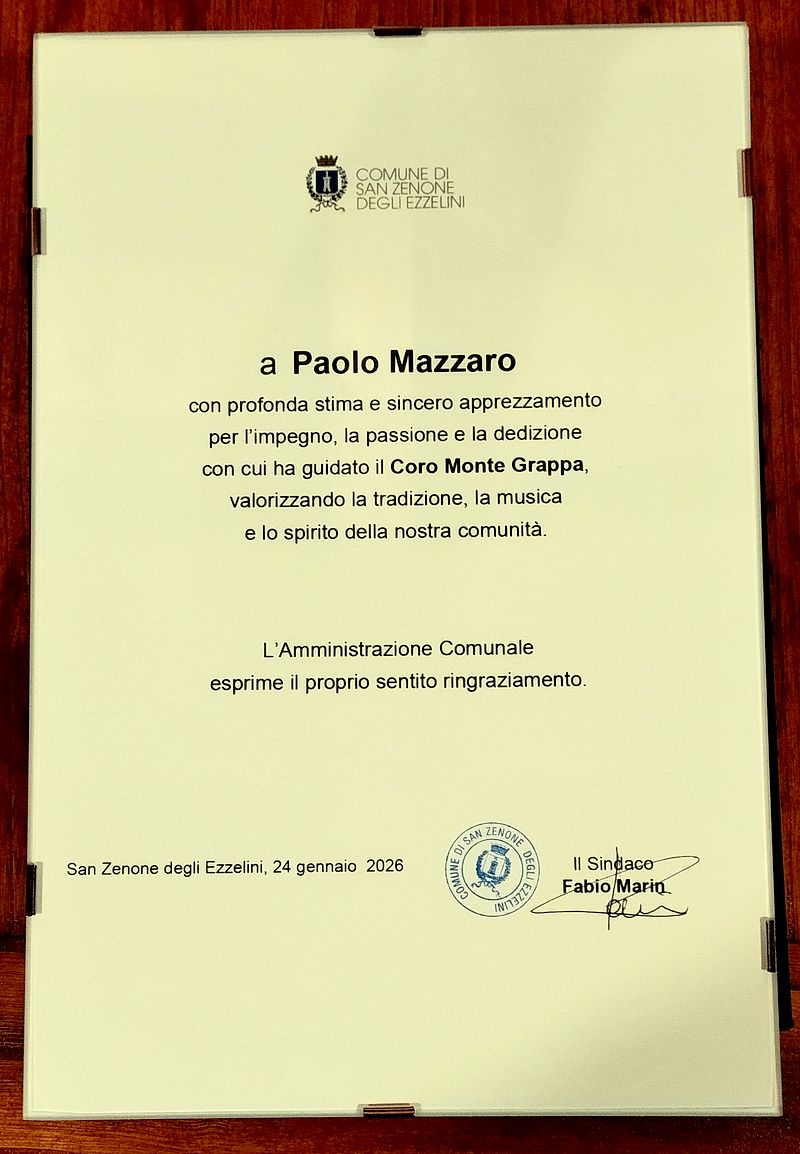 COMUNE DI
SAN ZENONE
DEGLI EZZELINI
a Paolo Mazzaro
con profonda stima e sincero apprezzamento
per l'impegno, la passione e la dedizione
con cui ha guidato il Coro Monte Grappa,
valorizzando la tradizione, la musica
e lo spirito della nostra comunità.
L'Amministrazione Comunale
esprime il proprio sentito ringraziamento.
San Zenone degli Ezzelini, 24 gennaio 2026
COMUNE DI SAN ZENONE DEGLI EZZELINI
Il Sindaco
Fabio Marin